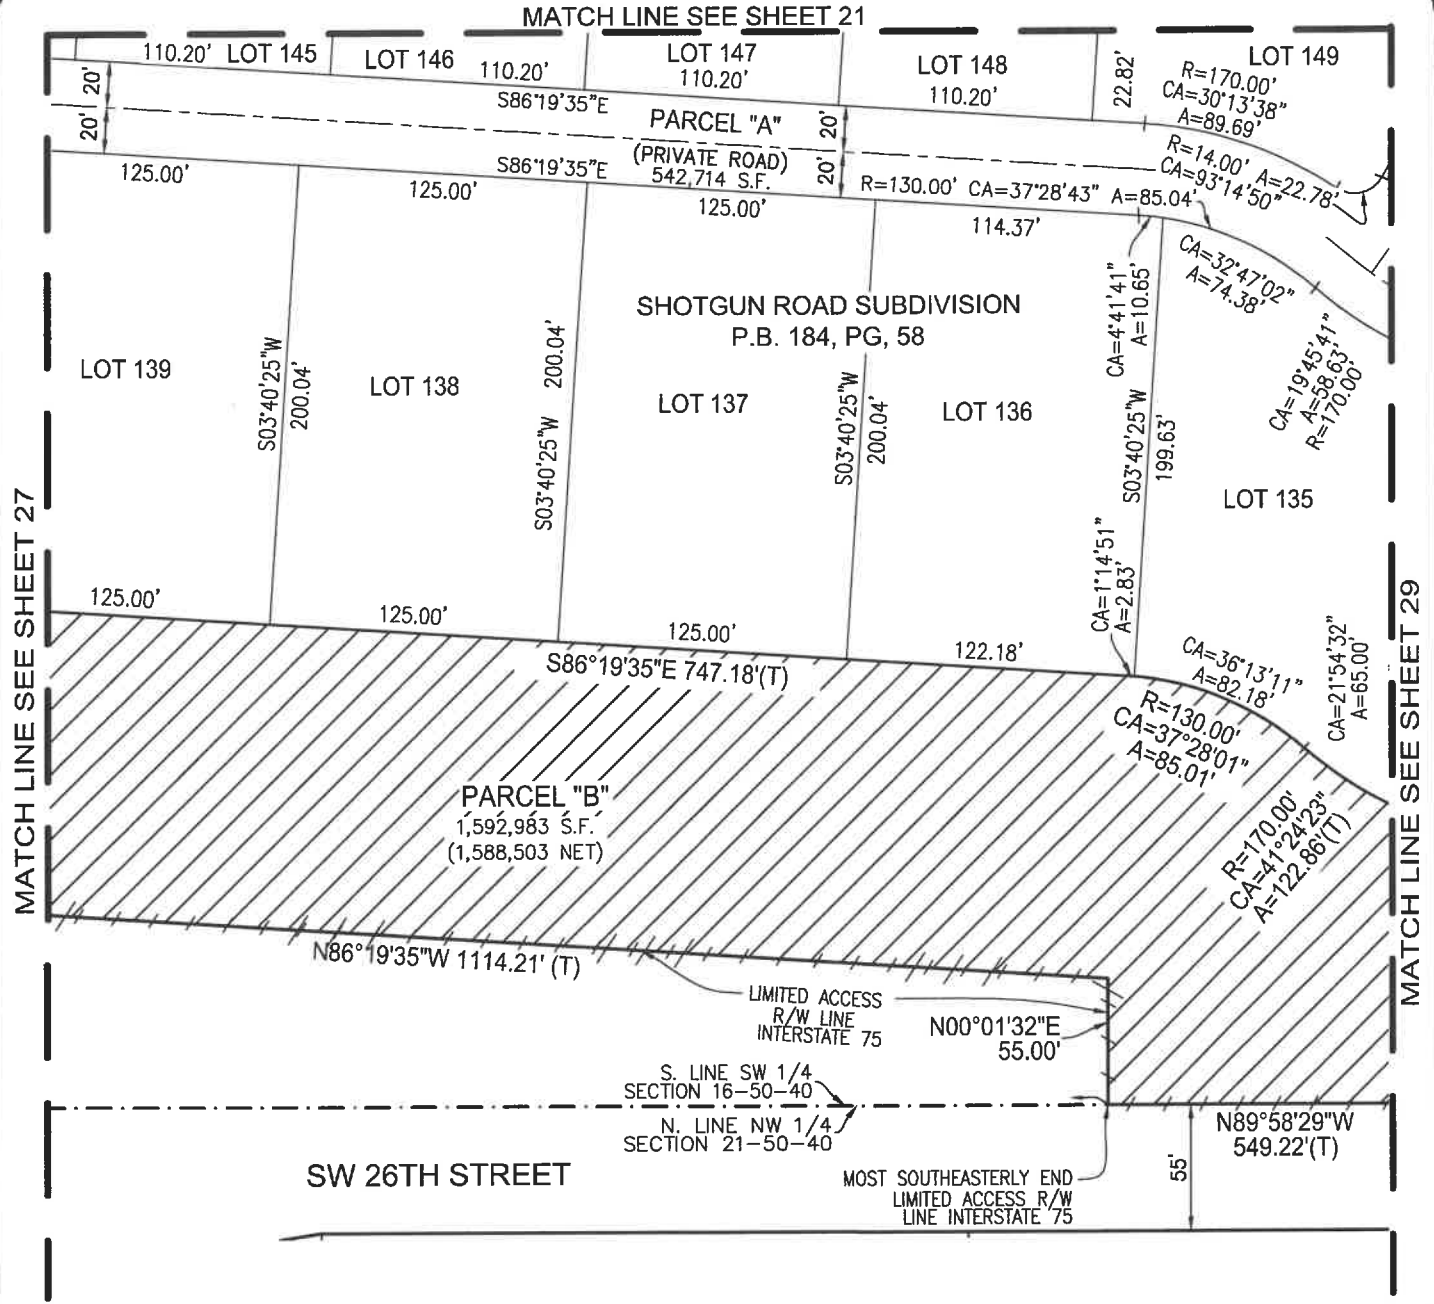 MATCH LINE SEE SHEET 21
110.20'
LOT 145
LOT 146
110.20'
LOT 147
110.20'
LOT 148
110.20'
22.82'
LOT 149
R=170.00'
CA=30°13'38"
A=89.69'
20'
20'
S86°19'35"E
PARCEL "A"
(PRIVATE ROAD)
542,714 S.F.
20'
20'
R=14.00' A=22.78'
CA=93°14'50"
125.00'
125.00'
S86°19'35"E
125.00'
R=130.00' CA=37°28'43" A=85.04'
114.37'
CA=32°47'02"
A=74.38'
CA=4°41'41"
A=10.65'
SHOTGUN ROAD SUBDIVISION
P.B. 184, PG, 58
CA=19°45'41"
A=58.63'
R=170.00'
LOT 139
S03°40'25"W
200.04'
LOT 138
S03°40'25"W 200.04'
LOT 137
S03°40'25"W
200.04'
LOT 136
S03°40'25"W
199.63'
LOT 135
MATCH LINE SEE SHEET 27
MATCH LINE SEE SHEET 29
125.00'
125.00'
125.00'
122.18'
CA=1°14'51"
A=2.83'
S86°19'35"E 747.18'(T)
CA=36°13'11"
A=82.18'
CA=21°54'32"
A=65.00'
R=130.00'
CA=37°28'01"
A=85.01'
PARCEL "B"
1,592,983 S.F.
(1,588,503 NET)
R=170.00'
CA=41°24'23"
A=122.86'(T)
N86°19'35"W 1114.21' (T)
LIMITED ACCESS
R/W LINE
INTERSTATE 75
N00°01'32"E
55.00'
S. LINE SW 1/4
SECTION 16-50-40
N. LINE NW 1/4
SECTION 21-50-40
N89°58'29"W
549.22'(T)
SW 26TH STREET
MOST SOUTHEASTERLY END
LIMITED ACCESS R/W
LINE INTERSTATE 75
55'